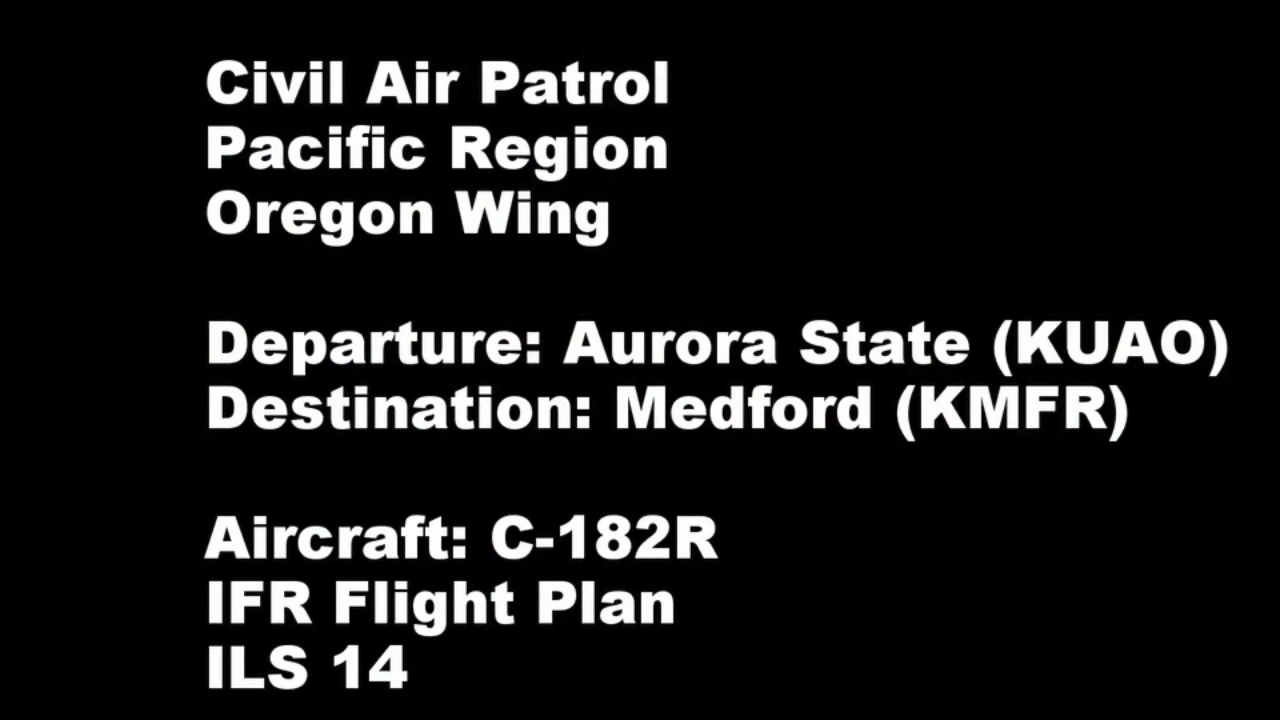 Civil Air Patrol
Pacific Region
Oregon Wing
Departure: Aurora State (KUAO)
Destination: Medford (KMFR)
Aircraft: C-182R
IFR Flight Plan
ILS 14